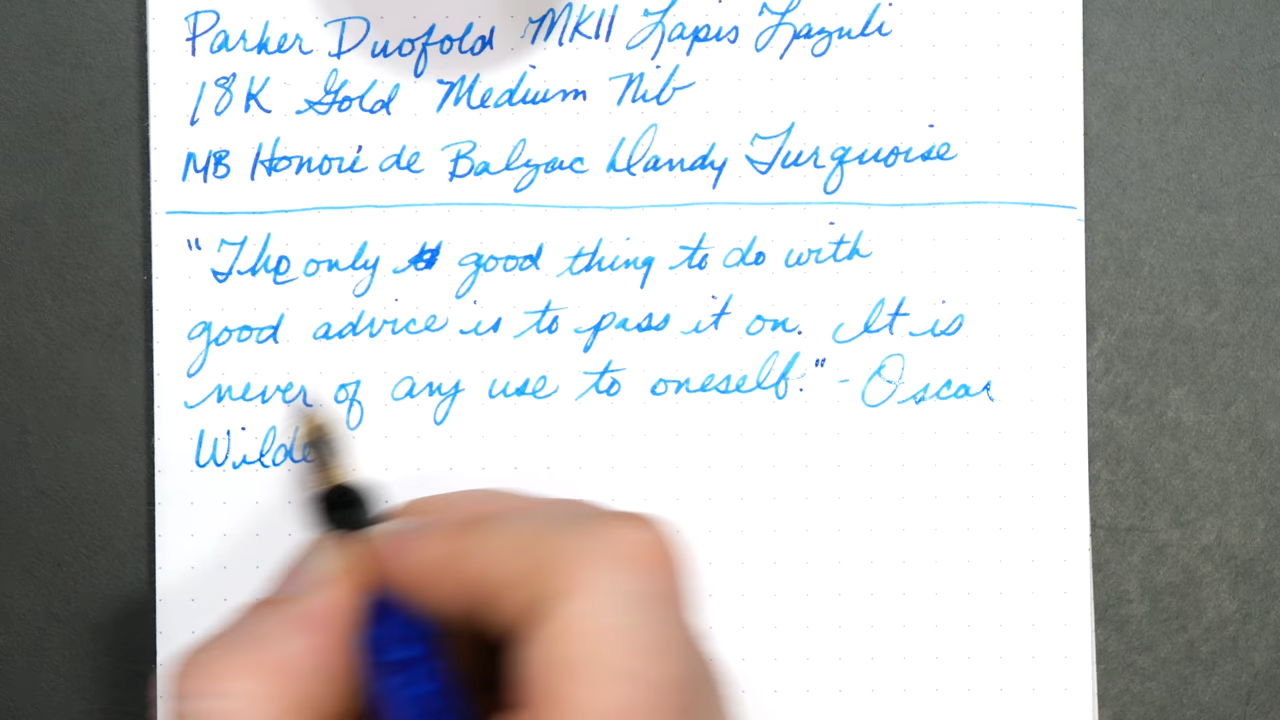 Parker Duofold MKII Lapis Lazuli
18K Gold Medium Nib
MB Honoré de Balzac Dandy Turquoise
"The only good thing to do with
good advice is to pass it on. It is
never of any use to oneself." - Oscar
Wilde